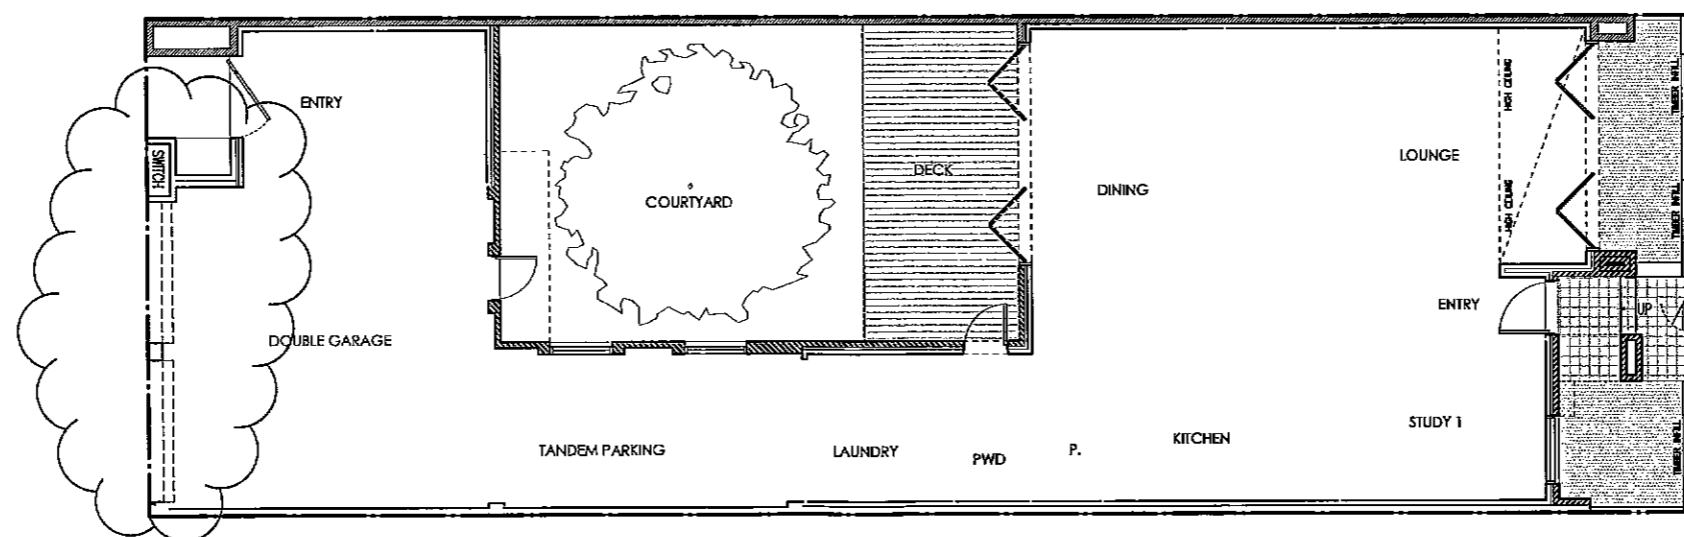 ENTRY
SWITCH
DOUBLE GARAGE
COURTYARD
DECK
DINING
LOUNGE
HIGH CEILING
HIGH CEILING
TIMBER INFILL
TIMBER INFILL
ENTRY
UP
TANDEM PARKING
LAUNDRY
PWD
P.
KITCHEN
STUDY 1
TIMBER INFILL